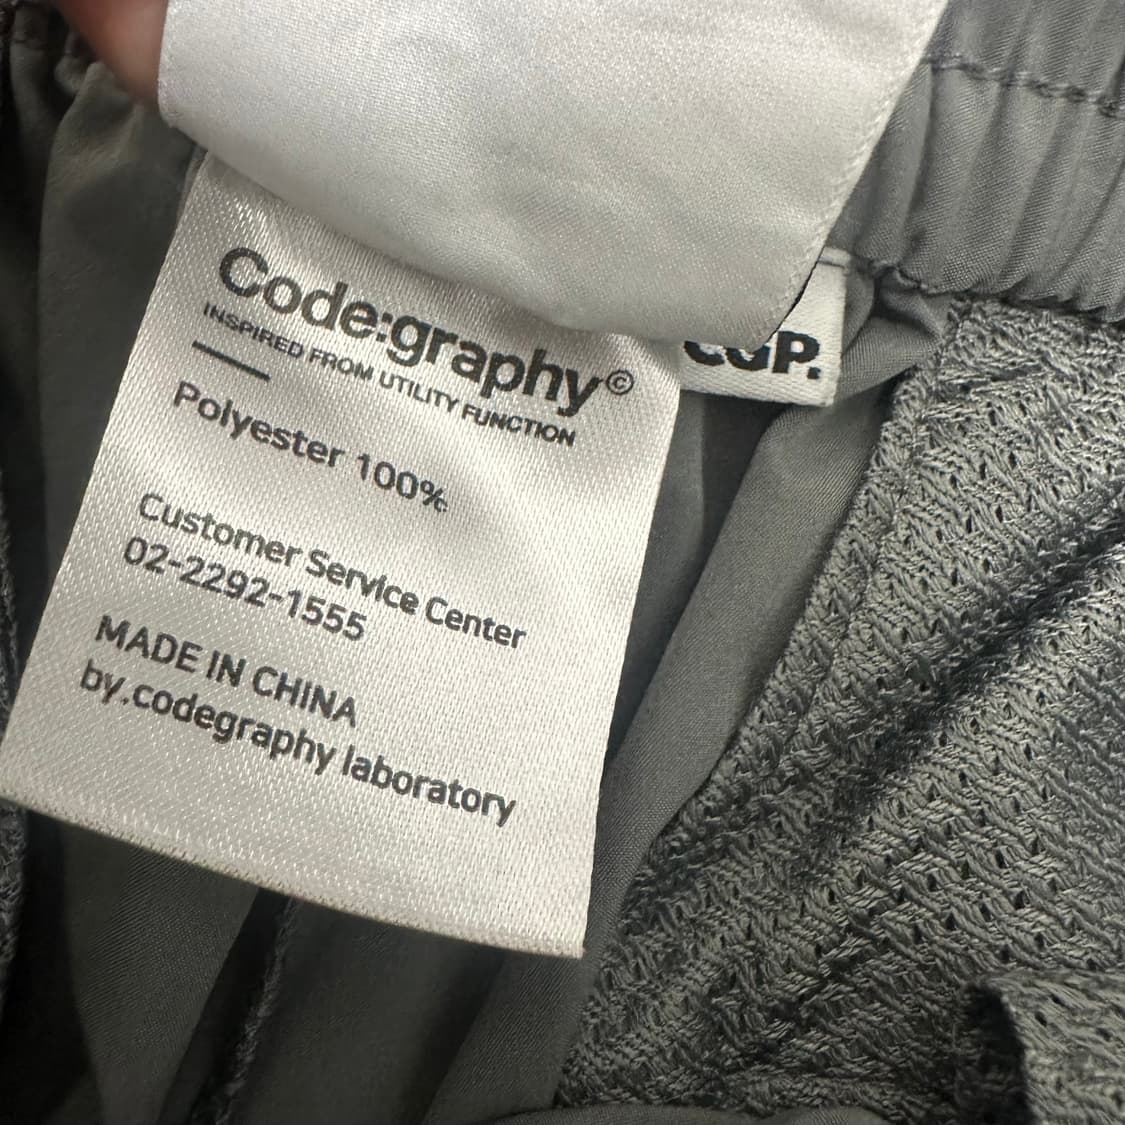 Code:graphy©
INSPIRED FROM UTILITY FUNCTION
Polyester 100%
Customer Service Center
02-2292-1555
MADE IN CHINA
by.codegraphy laboratory
CGP.